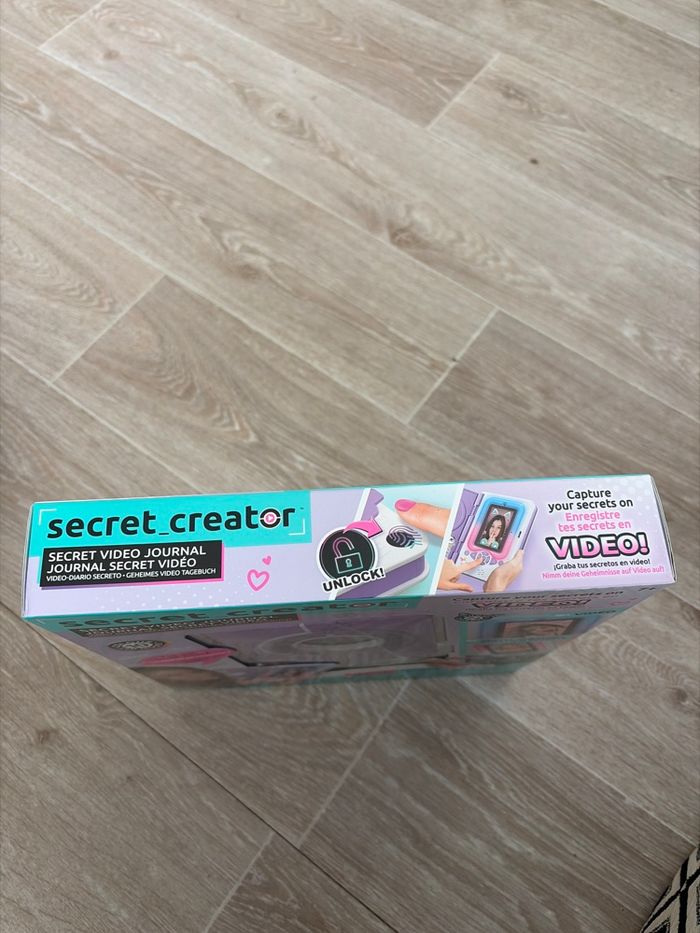 secret_creator™
SECRET VIDEO JOURNAL
JOURNAL SECRET VIDÉO
VIDEO-DIARIO SECRETO • GEHEIMES VIDEO TAGEBUCH
UNLOCK!
Capture
your secrets on
Enregistre
tes secrets en
VIDEO!
¡Graba tus secretos en video!
Nimm deine Geheimnisse auf Video auf!
secret_creator